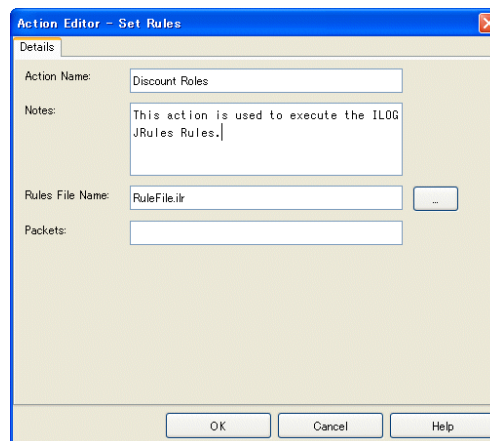 Action Editor - Set Rules
Details
Action Name:
Discount Roles
Notes:
This action is used to execute the ILOG
JRules Rules.
Rules File Name:
RuleFile.ilr
...
Packets:
OK
Cancel
Help